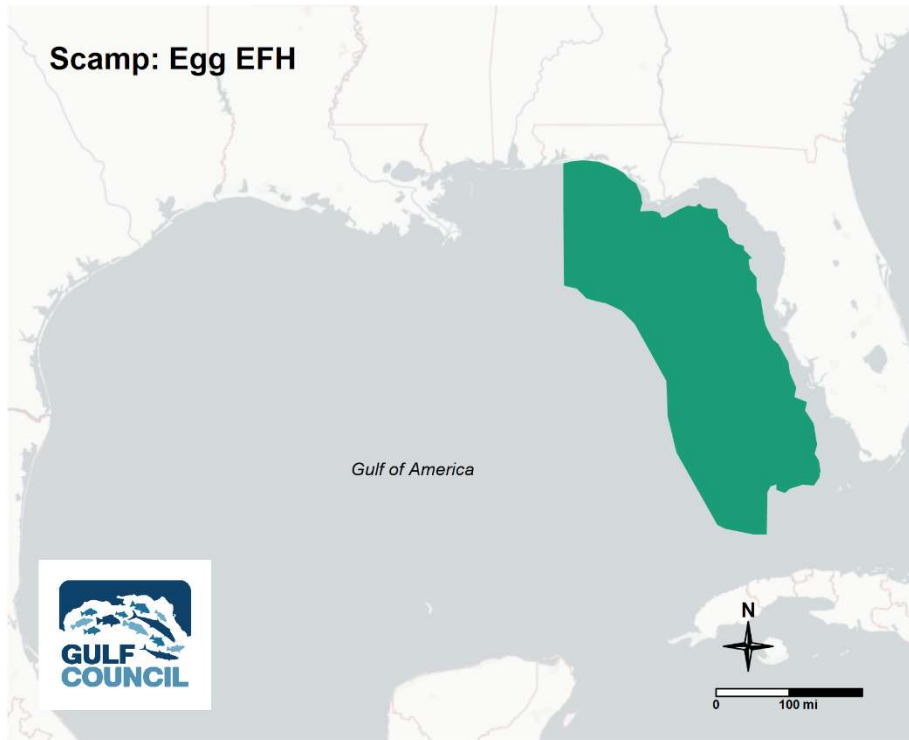 Scamp: Egg EFH
Gulf of America
GULF
COUNCIL
N
0 100 mi